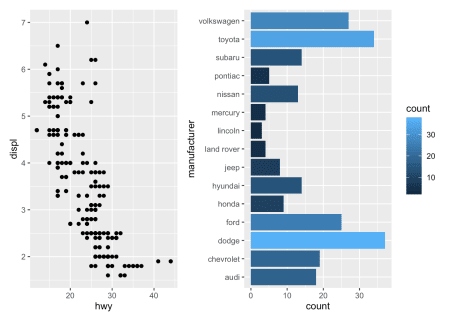 displ
7
6
5
4
3
2
20 30 40
hwy
manufacturer
volkswagen
toyota
subaru
pontiac
nissan
mercury
lincoln
land rover
jeep
hyundai
honda
ford
dodge
chevrolet
audi
0 10 20 30
count
count
30
20
10